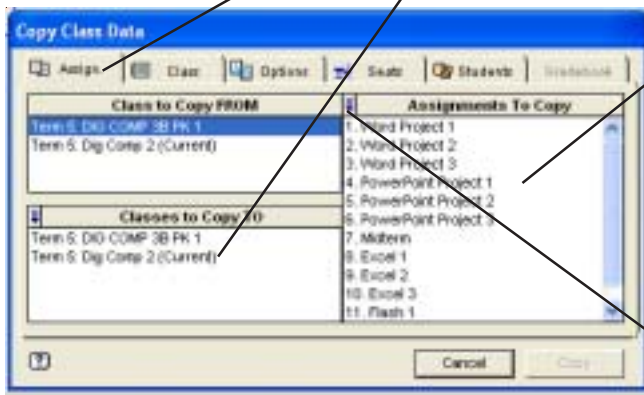 Copy Class Data
Assign Class Options Seats Students Gradebook
Class to Copy FROM
Term 5: DIG COMP 3B PK 1
Term 5: Dig Comp 2 (Current)
Classes to Copy TO
Term 5: DIG COMP 3B PK 1
Term 5: Dig Comp 2 (Current)
Assignments To Copy
1. Word Project 1
2. Word Project 2
3. Word Project 3
4. PowerPoint Project 1
5. PowerPoint Project 2
6. PowerPoint Project 3
7. Midterm
8. Excel 1
9. Excel 2
10. Excel 3
11. Flash 1
? Cancel Copy